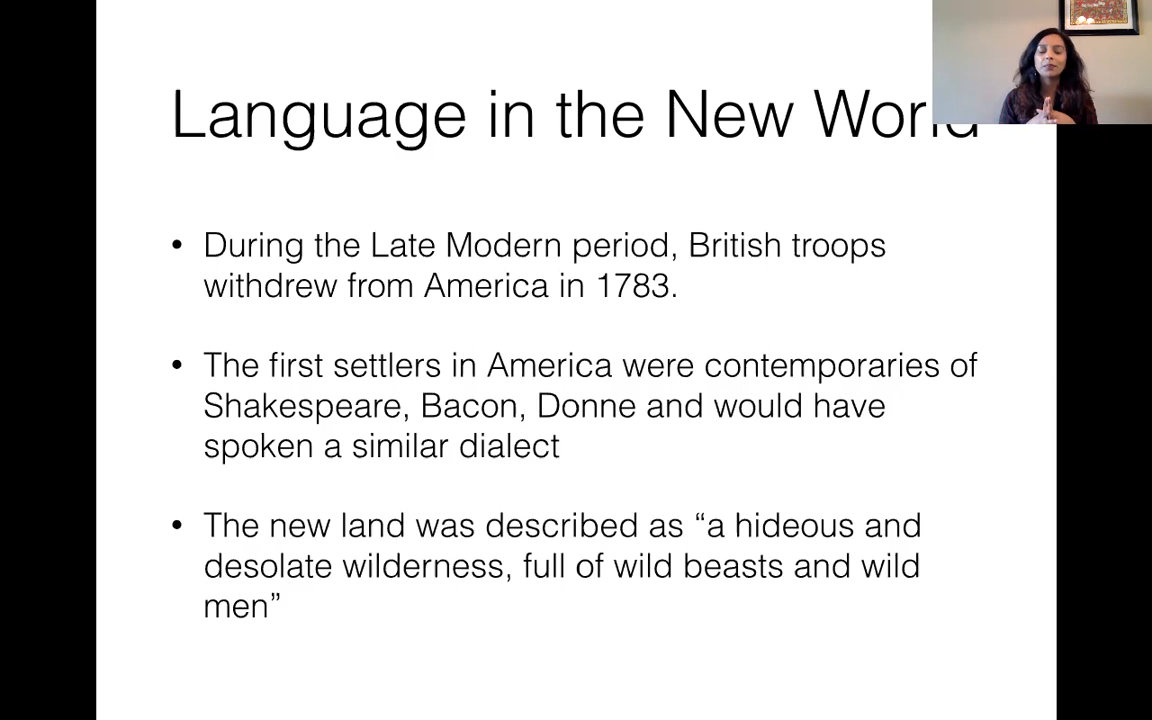 Language in the New World
• During the Late Modern period, British troops
withdrew from America in 1783.
• The first settlers in America were contemporaries of
Shakespeare, Bacon, Donne and would have
spoken a similar dialect
• The new land was described as “a hideous and
desolate wilderness, full of wild beasts and wild
men”